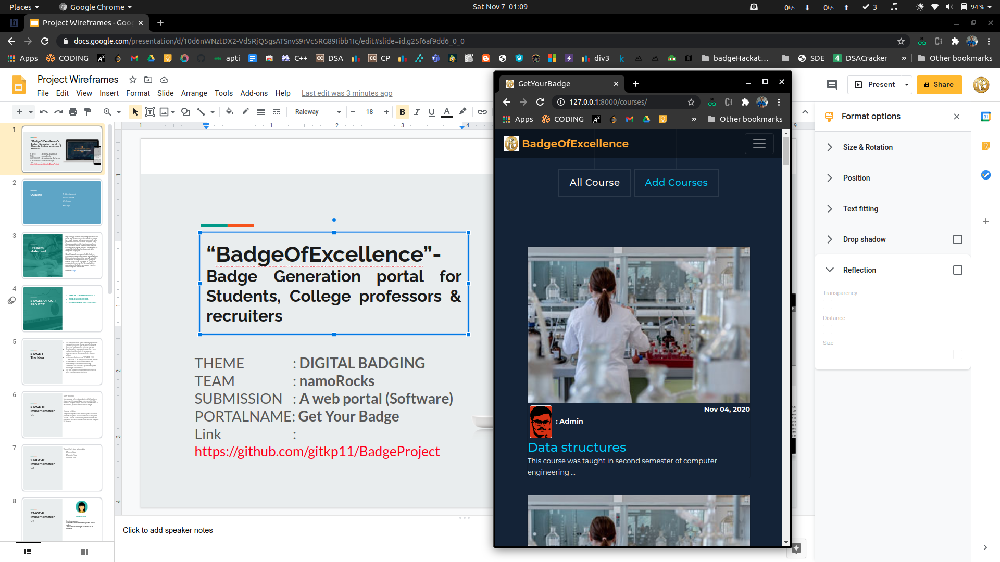 Places
Google Chrome
Sat Nov 7 01:09
0b/s
0b/s
3
94 %
Project Wireframes - Goo
docs.google.com/presentation/d/10d6nWNztDX2-Vd5RjQ5gsATSnvS9rVc5RG89Iibb1Ic/edit#slide=id.g25f6af9dd6_0_0
Apps
CODING
apti
C++
DSA
CP
div3
badgeHackat...
SDE
DSACracker
»
Other bookmarks
Project Wireframes
File Edit View Insert Format Slide Arrange Tools Add-ons Help Last edit was 3 minutes ago
Present
Share
Raleway
18
B I U A
1
2
3
4
5
6
7
8
Outline
Problem statement
STAGES OF OUR PROJECT
STAGE-I :
The Idea
STAGE-II :
Implementation
01
STAGE-II :
Implementation
02
STAGE-II :
Implementation
03
“BadgeOfExcellence”-
Badge Generation portal for
Students, College professors &
recruiters
THEME : DIGITAL BADGING
TEAM : namoRocks
SUBMISSION : A web portal (Software)
PORTALNAME: Get Your Badge
Link :
https://github.com/gitkp11/BadgeProject
Click to add speaker notes
GetYourBadge
127.0.0.1:8000/courses/
Apps
CODING
»
Other bookmarks
BadgeOfExcellence
All Course
Add Courses
Nov 04, 2020
: Admin
Data structures
This course was taught in second semester of computer
engineering ...
Format options
Size & Rotation
Position
Text fitting
Drop shadow
Reflection
Transparency
Distance
Size